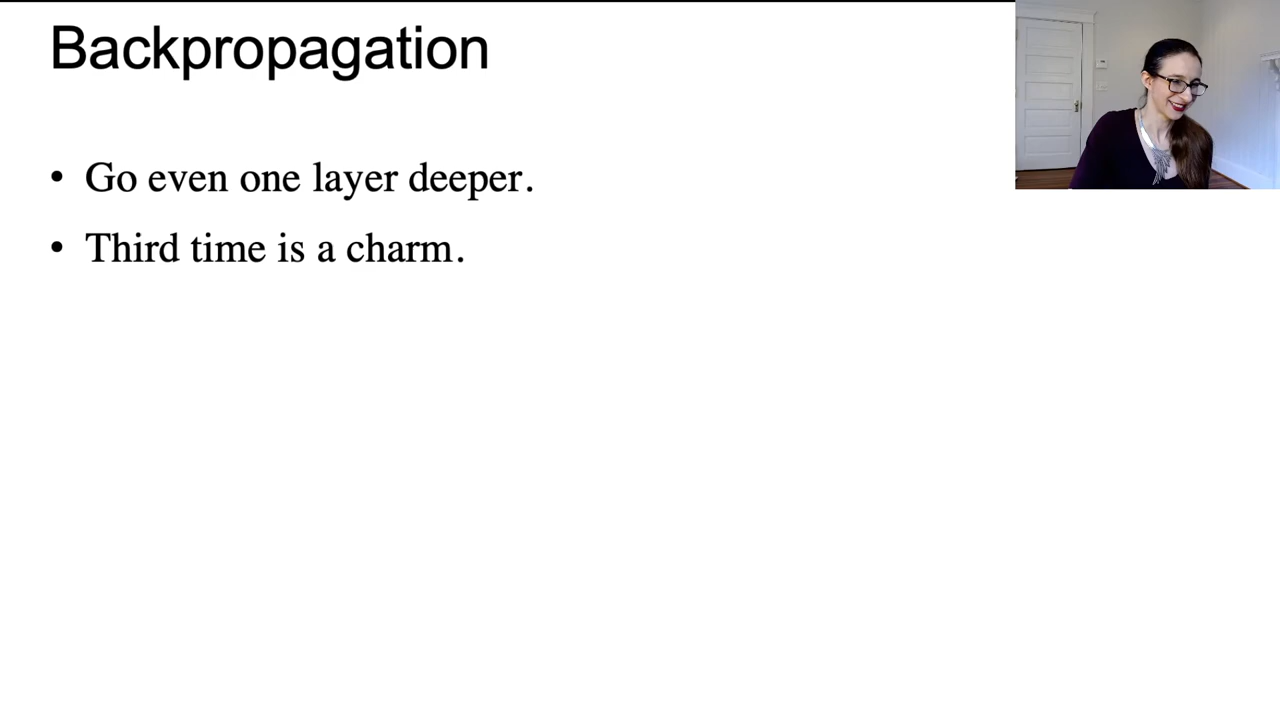 Backpropagation
• Go even one layer deeper.
• Third time is a charm.